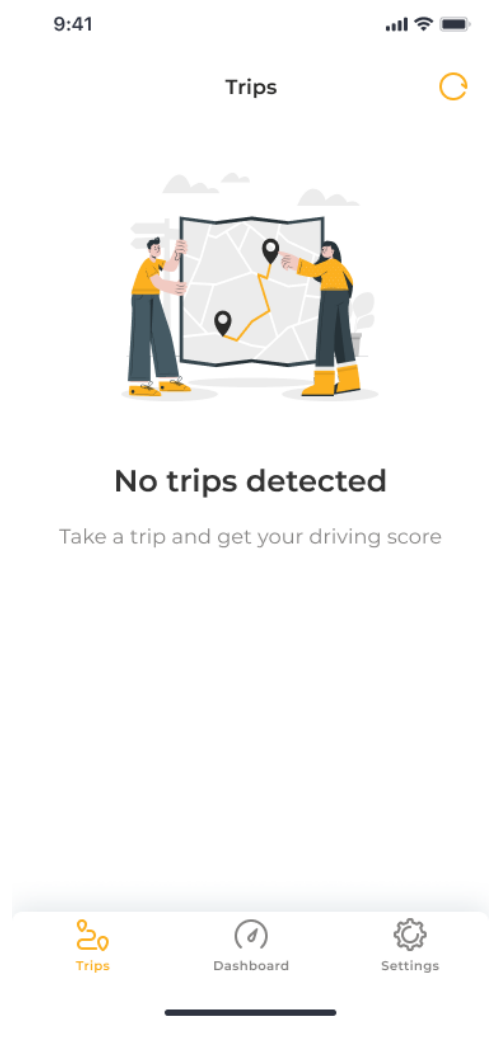 9:41
Trips
No trips detected
Take a trip and get your driving score
Trips
Dashboard
Settings